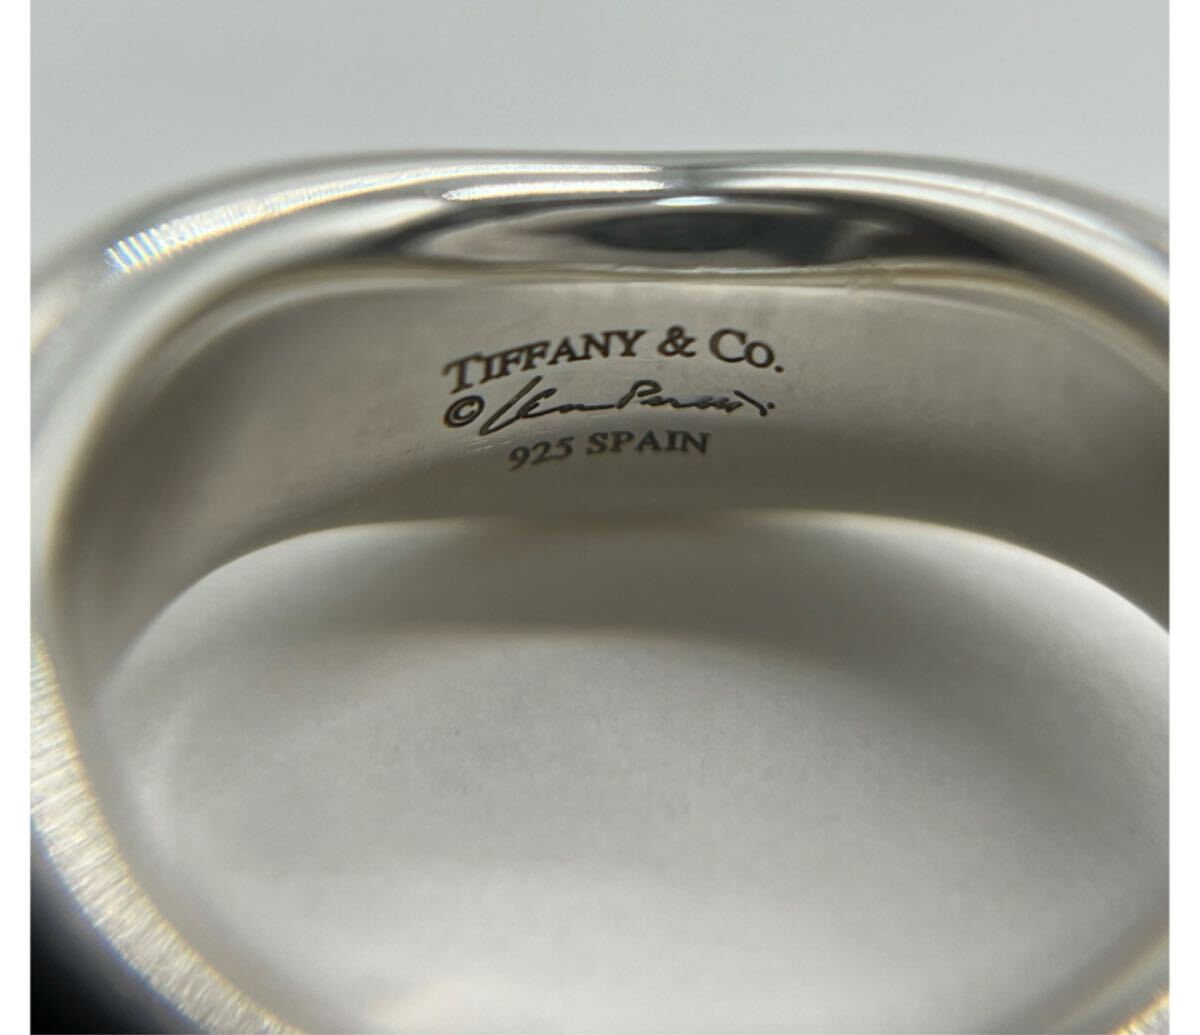 TIFFANY & CO.
© Elsa Peretti
925 SPAIN